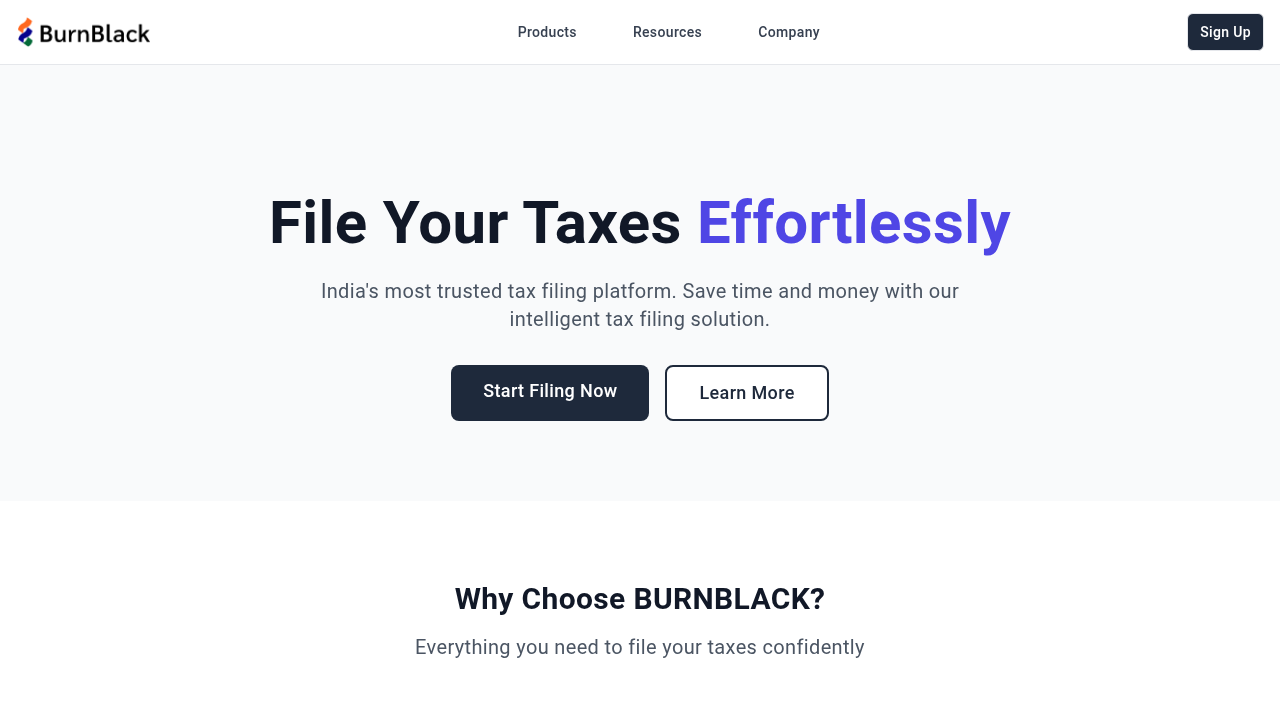 BurnBlack
Products
Resources
Company
Sign Up
File Your Taxes Effortlessly
India's most trusted tax filing platform. Save time and money with our
intelligent tax filing solution.
Start Filing Now
Learn More
Why Choose BURNBLACK?
Everything you need to file your taxes confidently